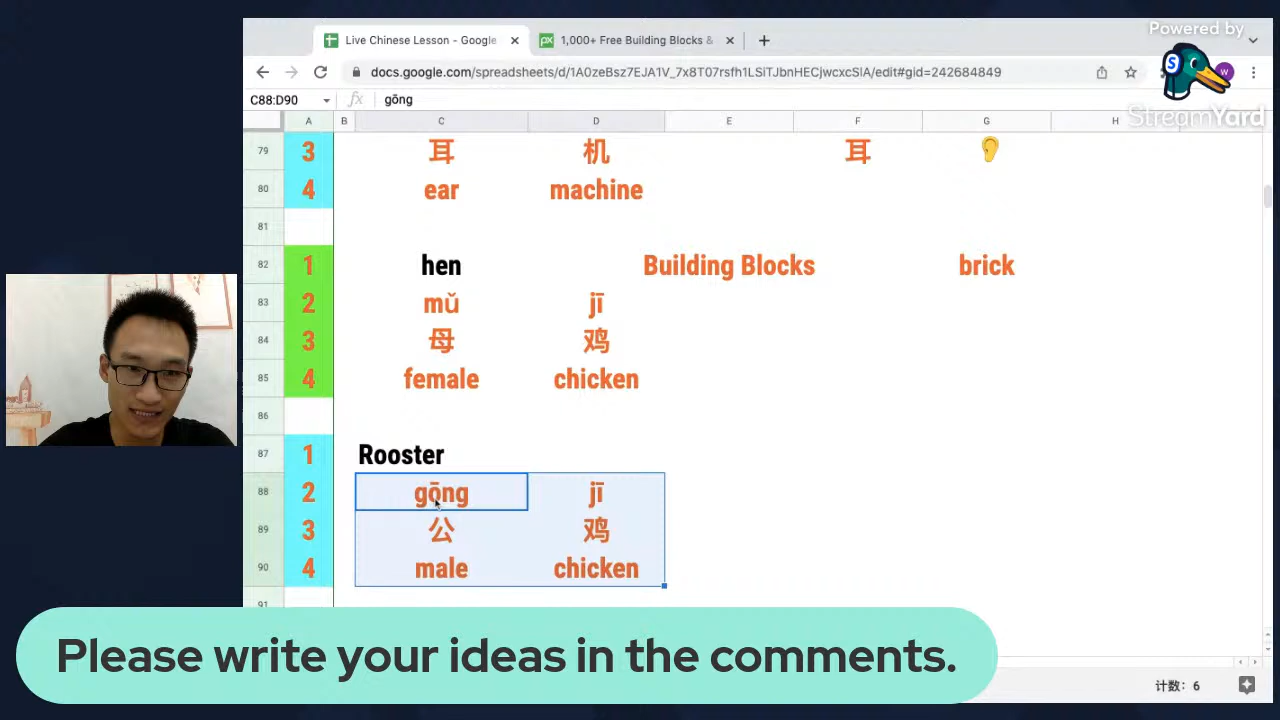 Powered by
StreamYard
S
Live Chinese Lesson - Google
1,000+ Free Building Blocks &
docs.google.com/spreadsheets/d/1A0zeBsz7EJA1V_7x8T07rsfh1LSiTJbnHECjwcxcSlA/edit#gid=242684849
W
C88:D90 fx gōng
A B C D E F G H
79 3 耳 机 耳
80 4 ear machine
81
82 1 hen Building Blocks brick
83 2 mǔ jī
84 3 母 鸡
85 4 female chicken
86
87 1 Rooster
88 2 gōng jī
89 3 公 鸡
90 4 male chicken
91
Please write your ideas in the comments.
计数: 6